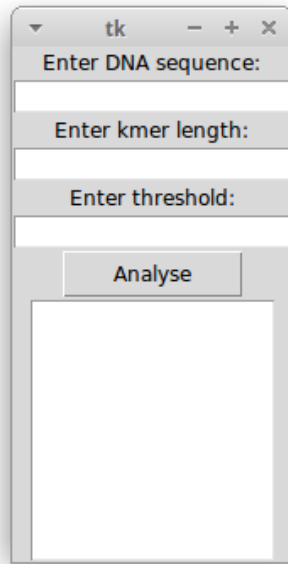 tk
Enter DNA sequence:
Enter kmer length:
Enter threshold:
Analyse